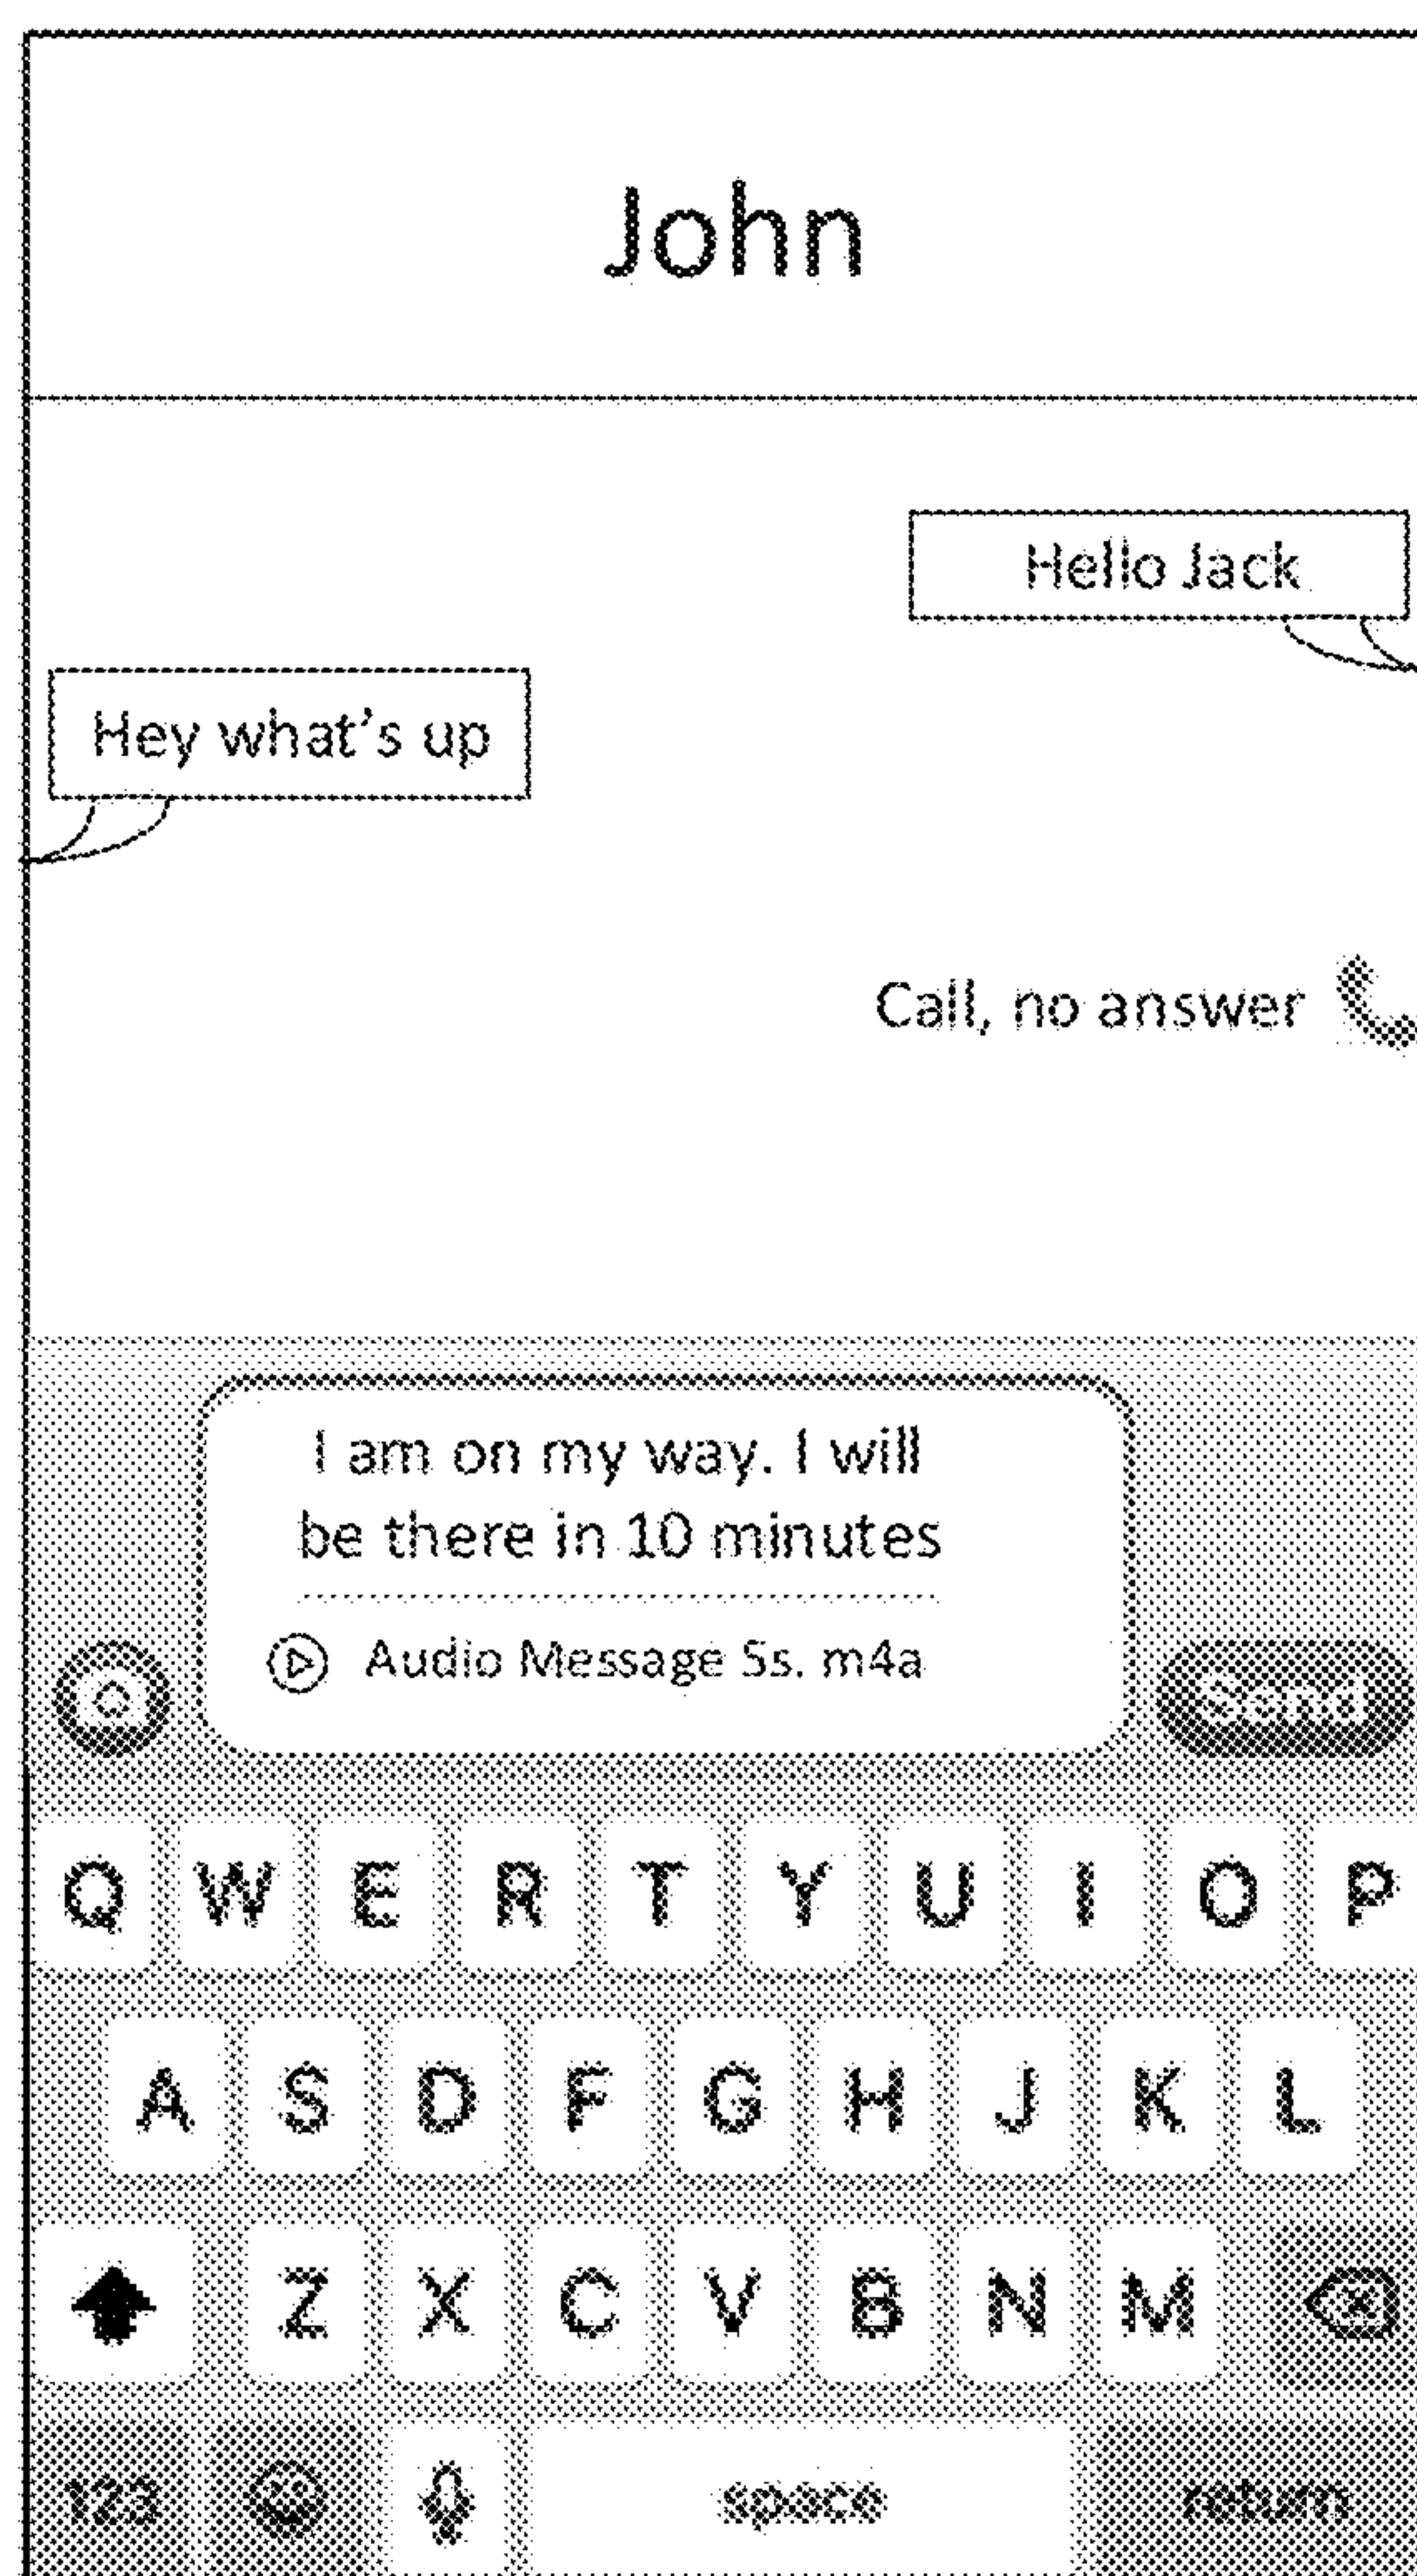 John
Hello Jack
Hey what's up
Call, no answer
I am on my way. I will
be there in 10 minutes
Audio Message 5s. m4a
Send
Q W E R T Y U I O P
A S D F G H J K L
Z X C V B N M
123 space return